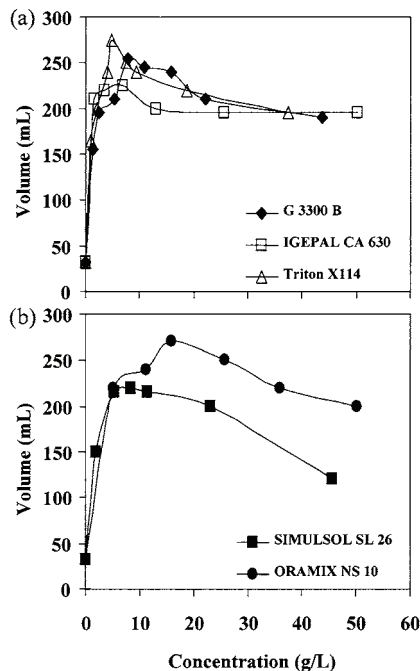 (a)
300
250
200
150
100
50
0
Volume (mL)
G 3300 B
IGEPAL CA 630
Triton X114
(b)
300
250
200
150
100
50
0
Volume (mL)
SIMULSOL SL 26
ORAMIX NS 10
0 10 20 30 40 50 60
Concentration (g/L)